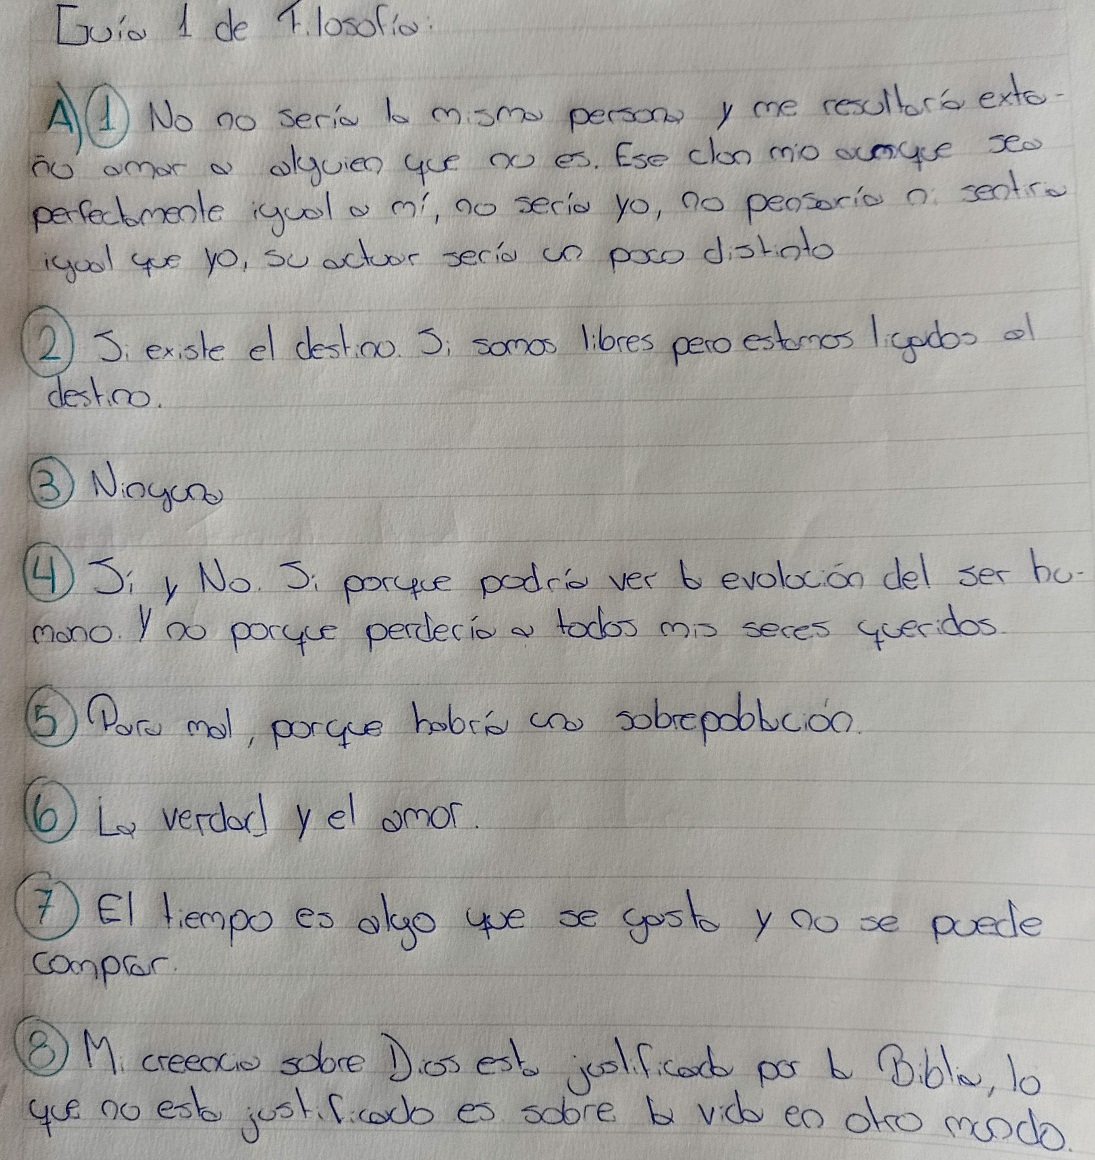 Guía 1 de Filosofía:
A) 1 No no sería la misma persona y me resultaría exta-
ño amar a alguien que no es. Ese clon mio aunque sea
perfectamente igual a mí, no sería yo, no pensaría ni sentiría
igual que yo, su actuar sería un poco distinto
2 Si existe el destino. Si somos libres pero estamos ligados al
destino.
3 Ninguna
4 Si y No. Si porque podría ver la evolución del ser hu-
mano. Y no porque perdería a todos mis seres queridos.
5 Para mal, porque habría una sobrepoblación.
6 La verdad y el amor.
7 El tiempo es algo que se gasta y no se puede
comprar.
8 Mi creencia sobre Dios esta justificada por la Biblia, lo
que no esta justificado es sobre la vida en otro mundo.